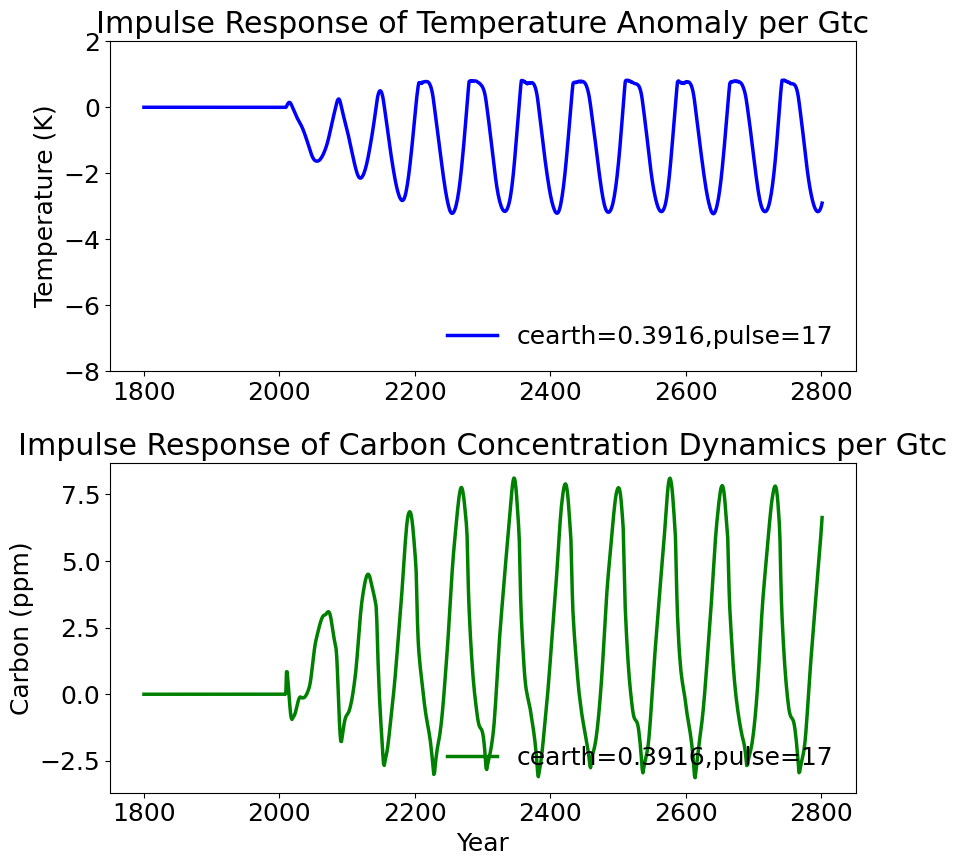 Impulse Response of Temperature Anomaly per Gtc
2
0
−2
−4
−6
−8
Temperature (K)
cearth=0.3916,pulse=17
1800 2000 2200 2400 2600 2800
Impulse Response of Carbon Concentration Dynamics per Gtc
7.5
5.0
2.5
0.0
−2.5
Carbon (ppm)
cearth=0.3916,pulse=17
1800 2000 2200 2400 2600 2800
Year